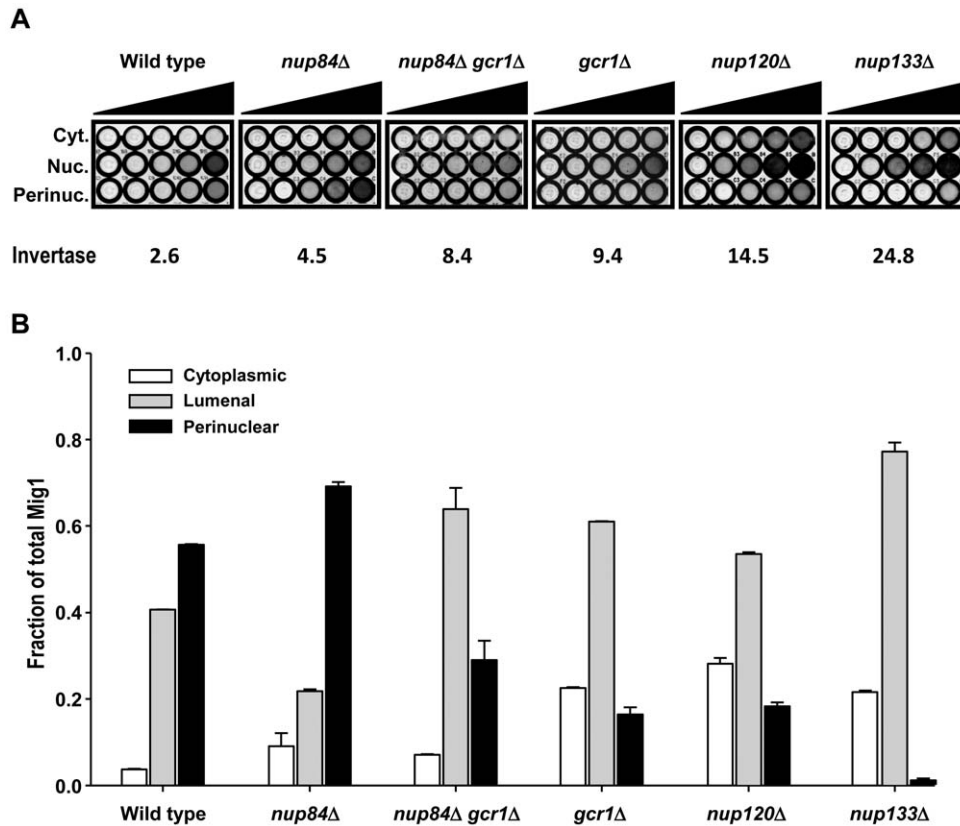 A
Wild type nup84Δ nup84Δ gcr1Δ gcr1Δ nup120Δ nup133Δ
Cyt.
Nuc.
Perinuc.
Invertase 2.6 4.5 8.4 9.4 14.5 24.8
B
Fraction of total Mig1
1.0
0.8
0.6
0.4
0.2
0.0
Cytoplasmic
Lumenal
Perinuclear
Wild type nup84Δ nup84Δ gcr1Δ gcr1Δ nup120Δ nup133Δ